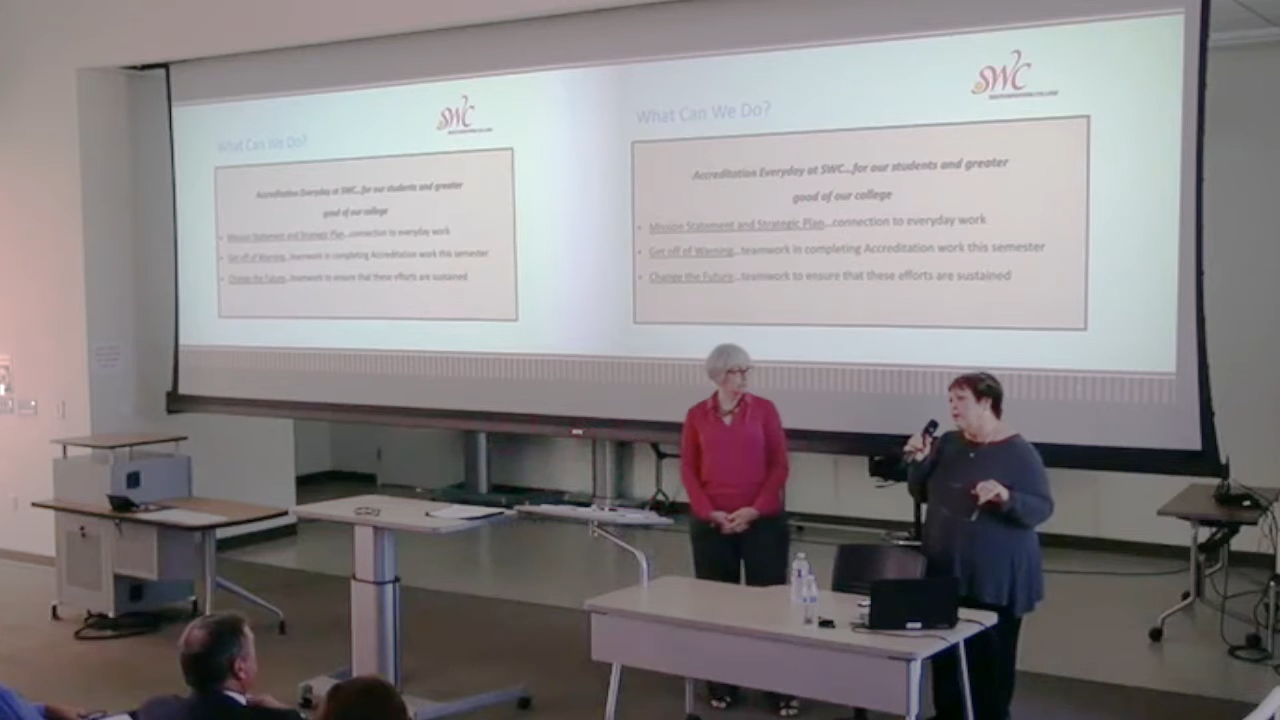 What Can We Do?
SWC
Accreditation Everyday at SWC...for our students and greater
good of our college
Mission Statement and Strategic Plan...connection to everyday work
Get off of Warning...teamwork in completing Accreditation work this semester
Change the Future...teamwork to ensure that these efforts are sustained
What Can We Do?
SWC
SOUTHWESTERN COLLEGE
Accreditation Everyday at SWC...for our students and greater
good of our college
Mission Statement and Strategic Plan...connection to everyday work
Get off of Warning...teamwork in completing Accreditation work this semester
Change the Future...teamwork to ensure that these efforts are sustained